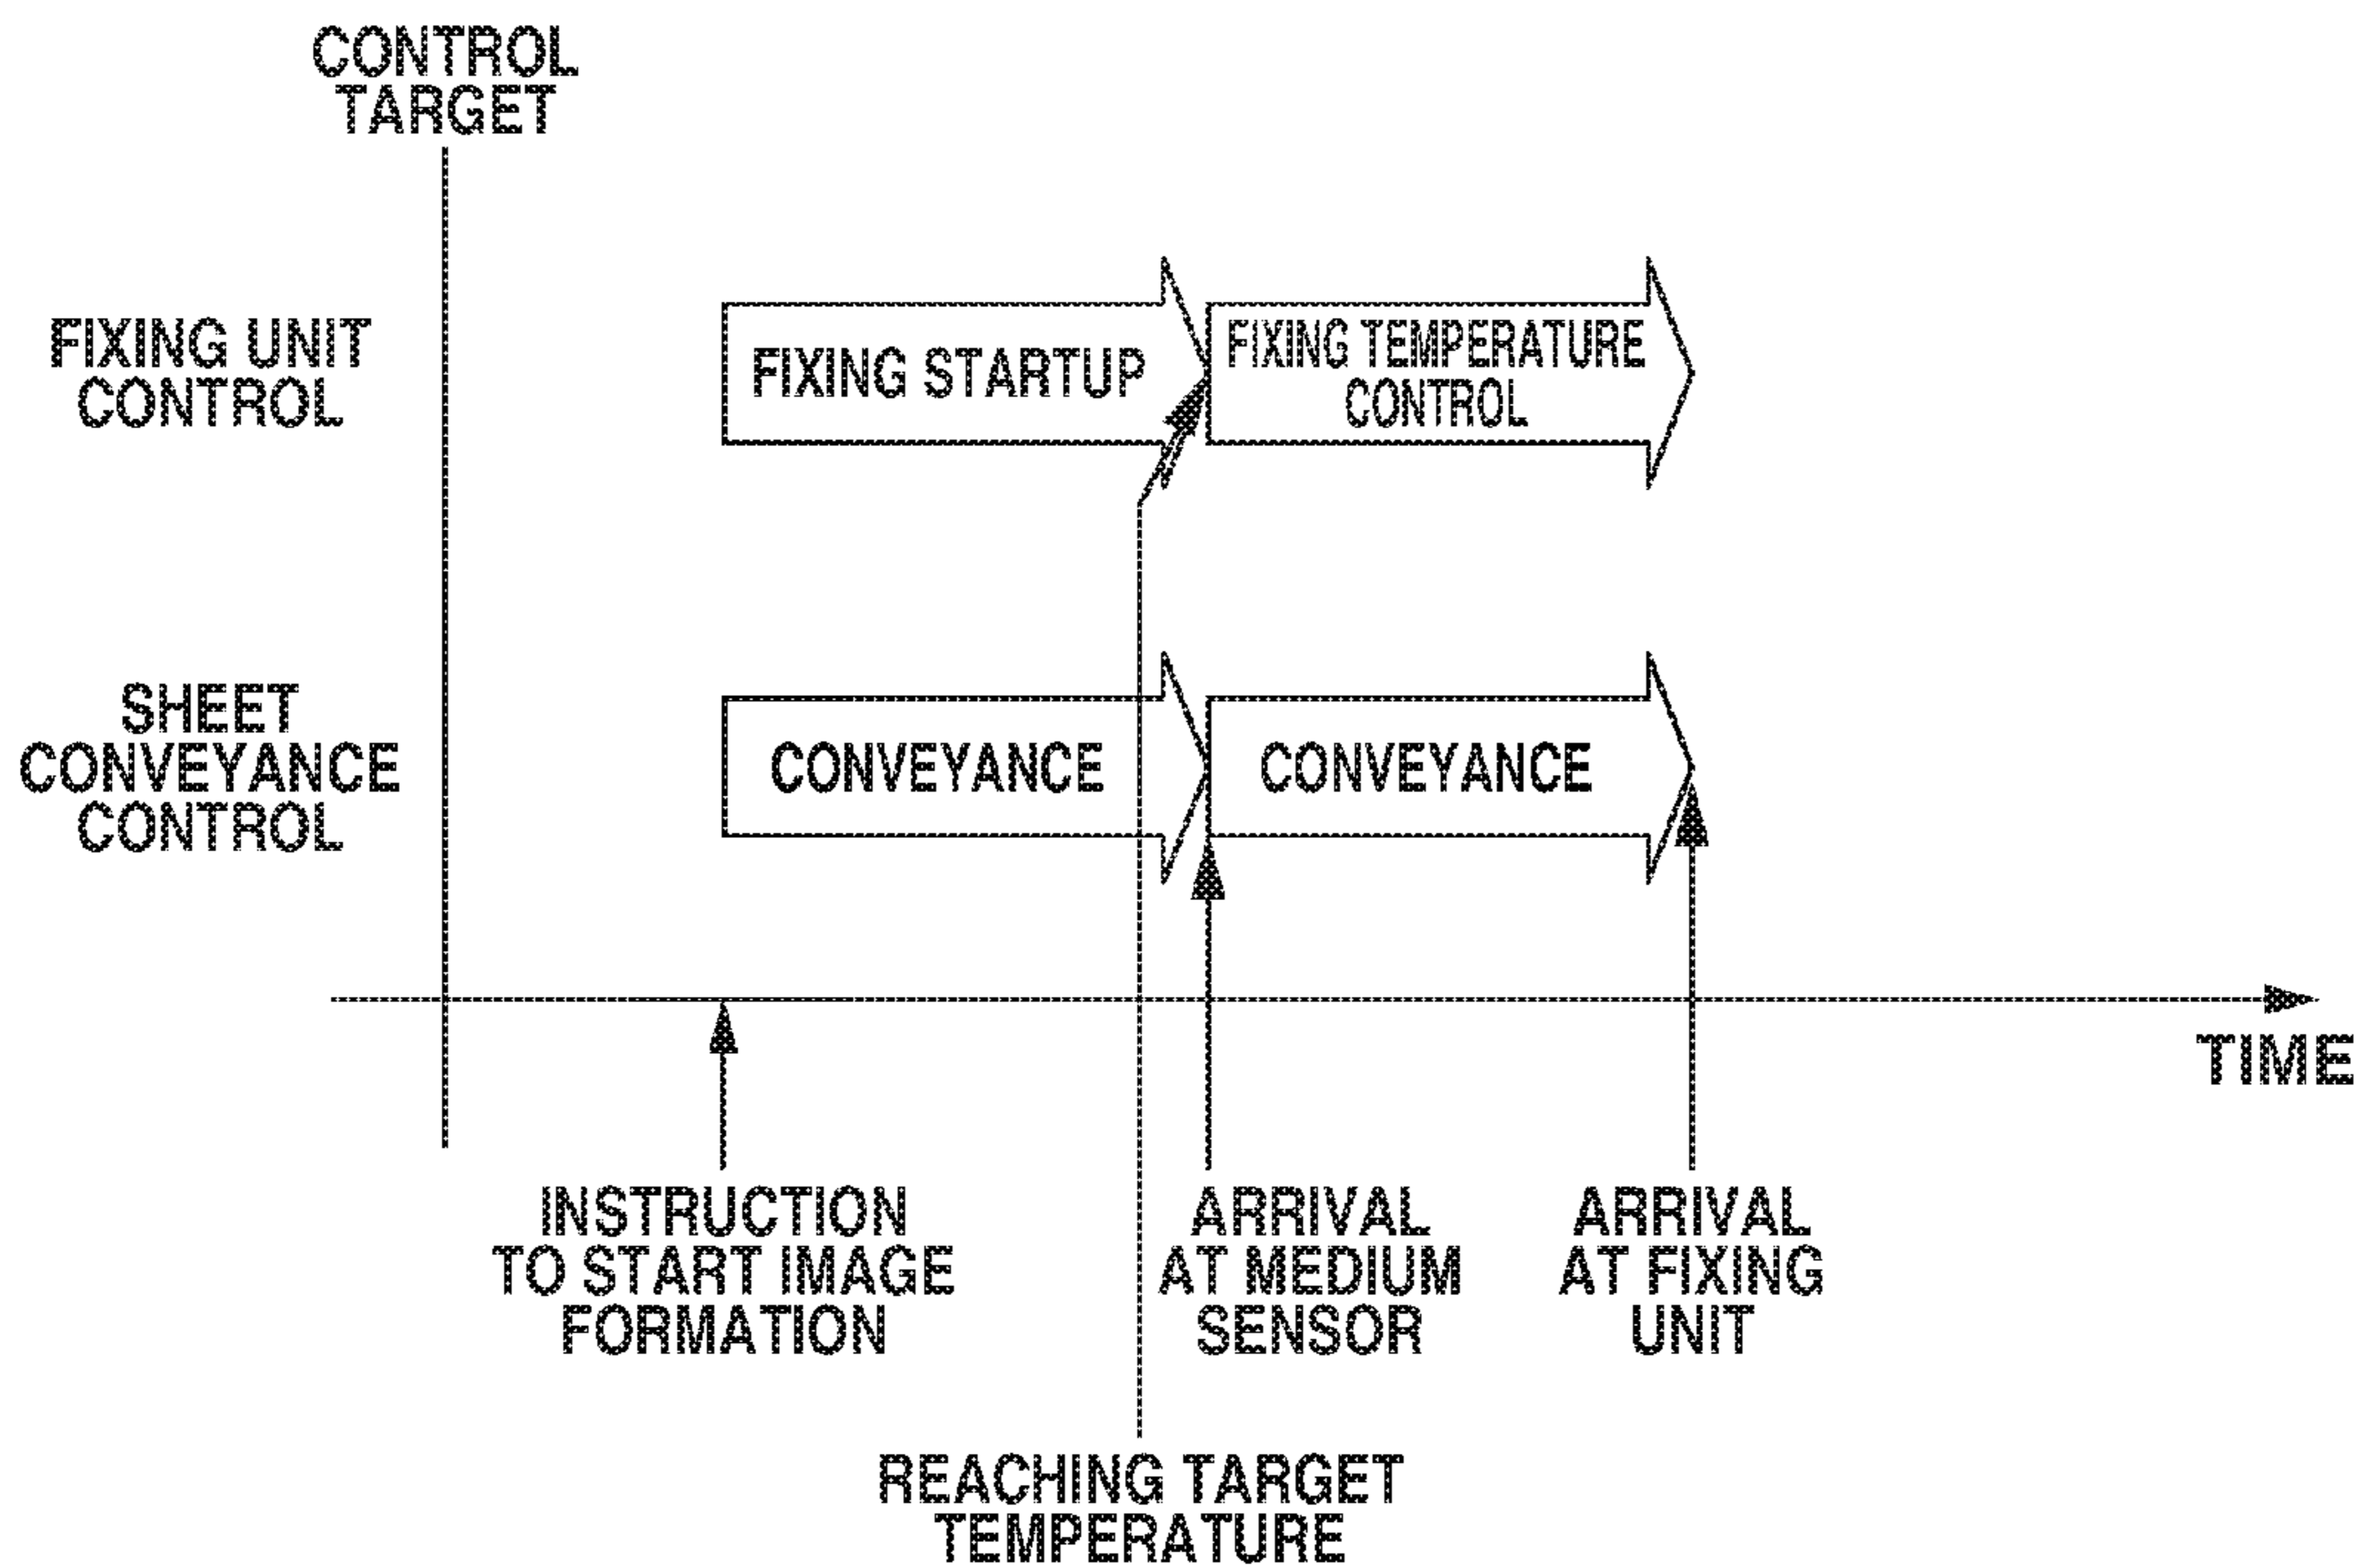 CONTROL
TARGET
FIXING UNIT
CONTROL
FIXING STARTUP
FIXING TEMPERATURE
CONTROL
SHEET
CONVEYANCE
CONTROL
CONVEYANCE
CONVEYANCE
TIME
INSTRUCTION
TO START IMAGE
FORMATION
ARRIVAL
AT MEDIUM
SENSOR
ARRIVAL
AT FIXING
UNIT
REACHING TARGET
TEMPERATURE